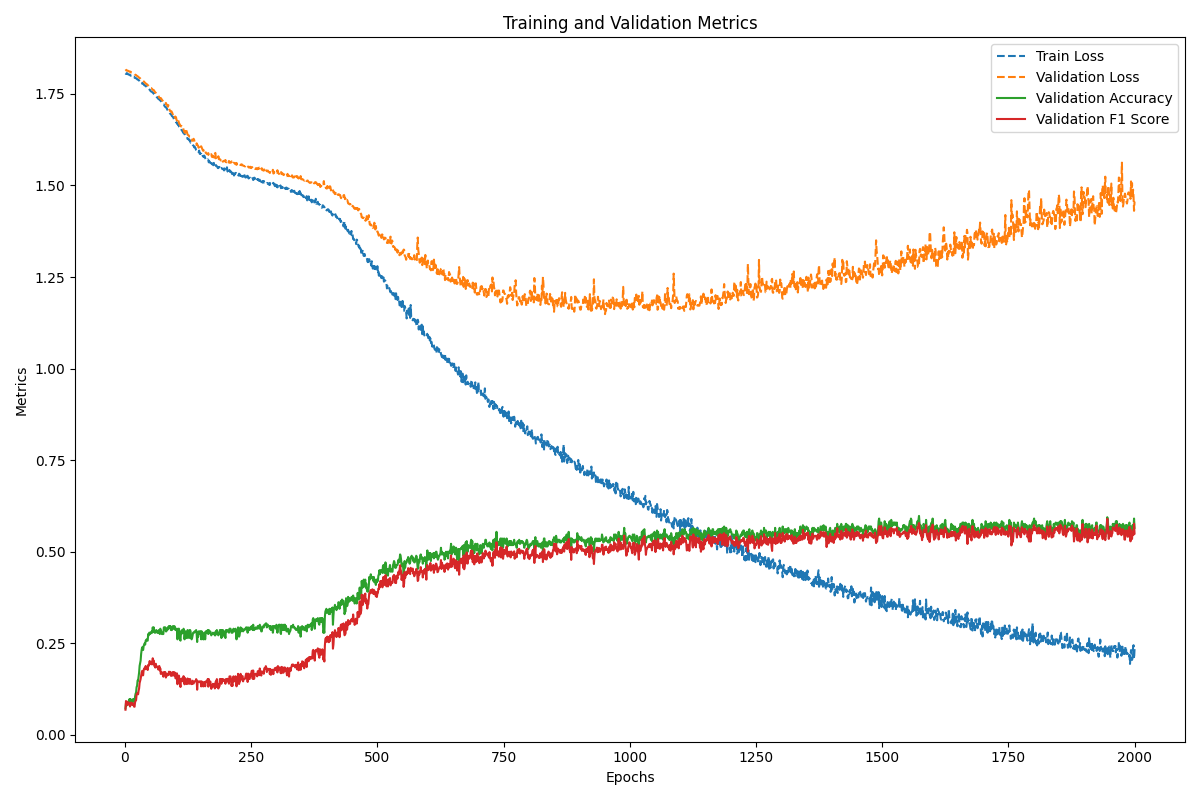 Training and Validation Metrics
Train Loss
Validation Loss
Validation Accuracy
Validation F1 Score
1.75
1.50
1.25
1.00
0.75
0.50
0.25
0.00
Metrics
0 250 500 750 1000 1250 1500 1750 2000
Epochs